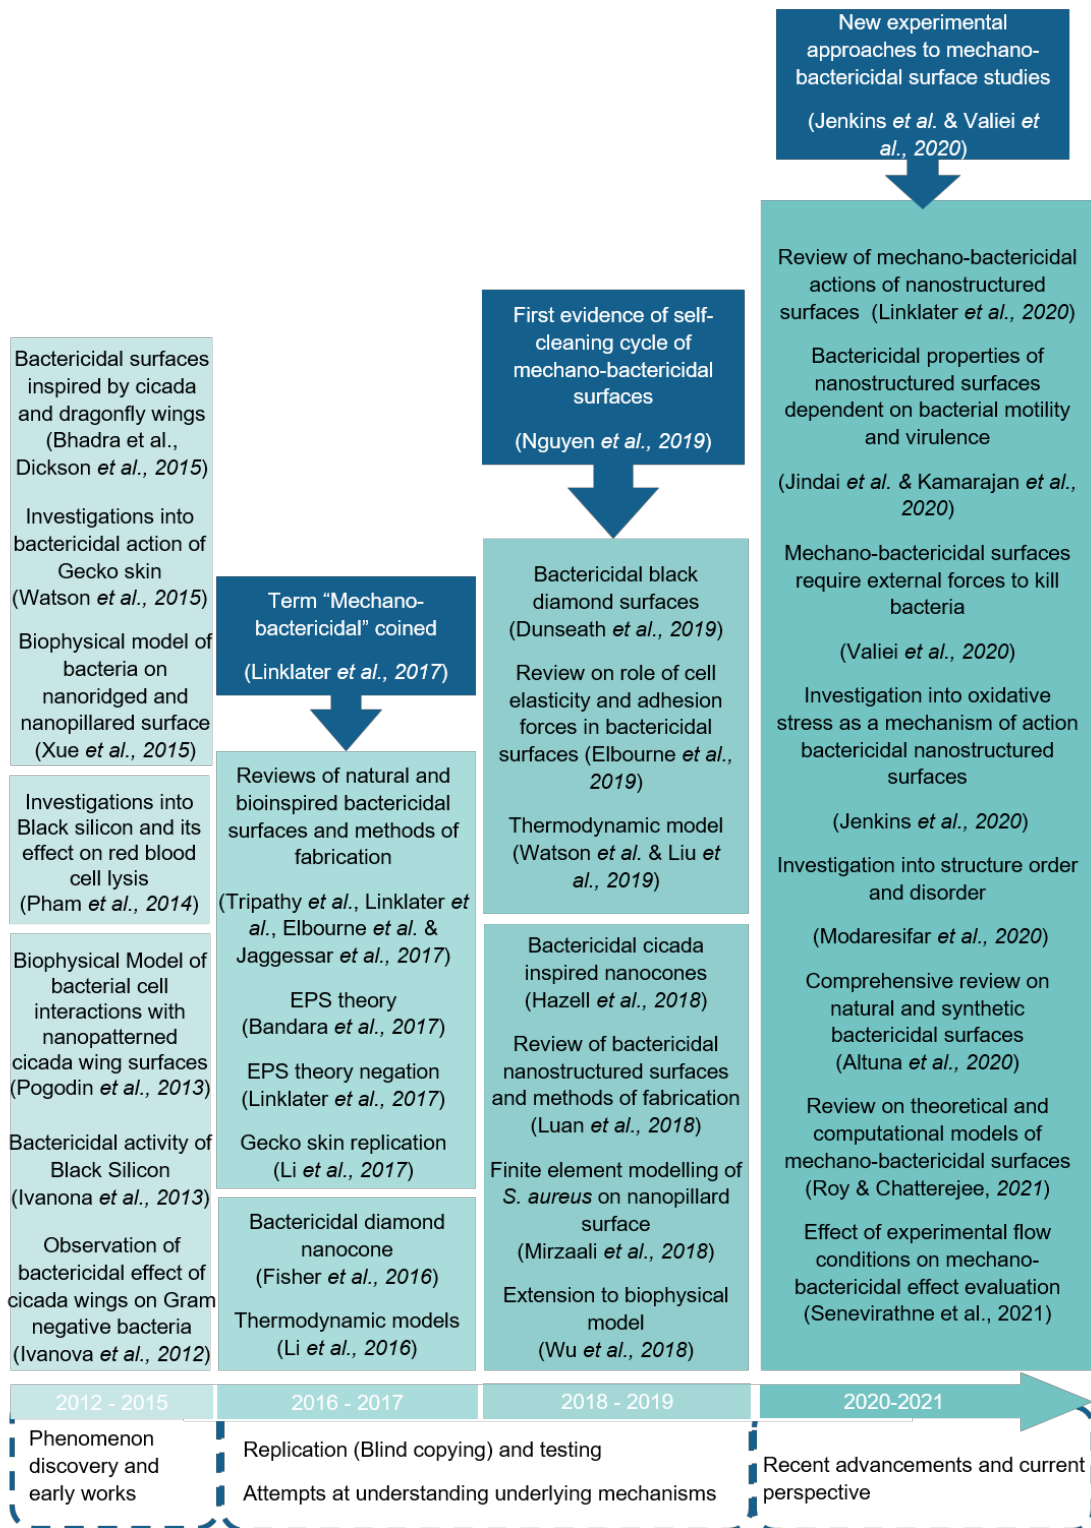 Bactericidal surfaces
inspired by cicada
and dragonfly wings
(Bhadra et al.,
Dickson et al., 2015)
Investigations into
bactericidal action of
Gecko skin
(Watson et al., 2015)
Biophysical model of
bacteria on
nanoridged and
nanopillared surface
(Xue et al., 2015)
Investigations into
Black silicon and its
effect on red blood
cell lysis
(Pham et al., 2014)
Biophysical Model of
bacterial cell
interactions with
nanopatterned
cicada wing surfaces
(Pogodin et al., 2013)
Bactericidal activity of
Black Silicon
(Ivanona et al., 2013)
Observation of
bactericidal effect of
cicada wings on Gram
negative bacteria
(Ivanova et al., 2012)
Term “Mechano-
bactericidal” coined
(Linklater et al., 2017)
Reviews of natural and
bioinspired bactericidal
surfaces and methods of
fabrication
(Tripathy et al., Linklater et
al., Elbourne et al. &
Jaggessar et al., 2017)
EPS theory
(Bandara et al., 2017)
EPS theory negation
(Linklater et al., 2017)
Gecko skin replication
(Li et al., 2017)
Bactericidal diamond
nanocone
(Fisher et al., 2016)
Thermodynamic models
(Li et al., 2016)
First evidence of self-
cleaning cycle of
mechano-bactericidal
surfaces
(Nguyen et al., 2019)
Bactericidal black
diamond surfaces
(Dunseath et al., 2019)
Review on role of cell
elasticity and adhesion
forces in bactericidal
surfaces (Elbourne et al.,
2019)
Thermodynamic model
(Watson et al. & Liu et
al., 2019)
Bactericidal cicada
inspired nanocones
(Hazell et al., 2018)
Review of bactericidal
nanostructured surfaces
and methods of fabrication
(Luan et al., 2018)
Finite element modelling of
S. aureus on nanopillard
surface
(Mirzaali et al., 2018)
Extension to biophysical
model
(Wu et al., 2018)
New experimental
approaches to mechano-
bactericidal surface studies
(Jenkins et al. & Valiei et
al., 2020)
Review of mechano-bactericidal
actions of nanostructured
surfaces (Linklater et al., 2020)
Bactericidal properties of
nanostructured surfaces
dependent on bacterial motility
and virulence
(Jindai et al. & Kamarajan et al.,
2020)
Mechano-bactericidal surfaces
require external forces to kill
bacteria
(Valiei et al., 2020)
Investigation into oxidative
stress as a mechanism of action
bactericidal nanostructured
surfaces
(Jenkins et al., 2020)
Investigation into structure order
and disorder
(Modaresifar et al., 2020)
Comprehensive review on
natural and synthetic
bactericidal surfaces
(Altuna et al., 2020)
Review on theoretical and
computational models of
mechano-bactericidal surfaces
(Roy & Chatterejee, 2021)
Effect of experimental flow
conditions on mechano-
bactericidal effect evaluation
(Senevirathne et al., 2021)
2012 - 2015
2016 - 2017
2018 - 2019
2020-2021
Phenomenon
discovery and
early works
Replication (Blind copying) and testing
Attempts at understanding underlying mechanisms
Recent advancements and current
perspective